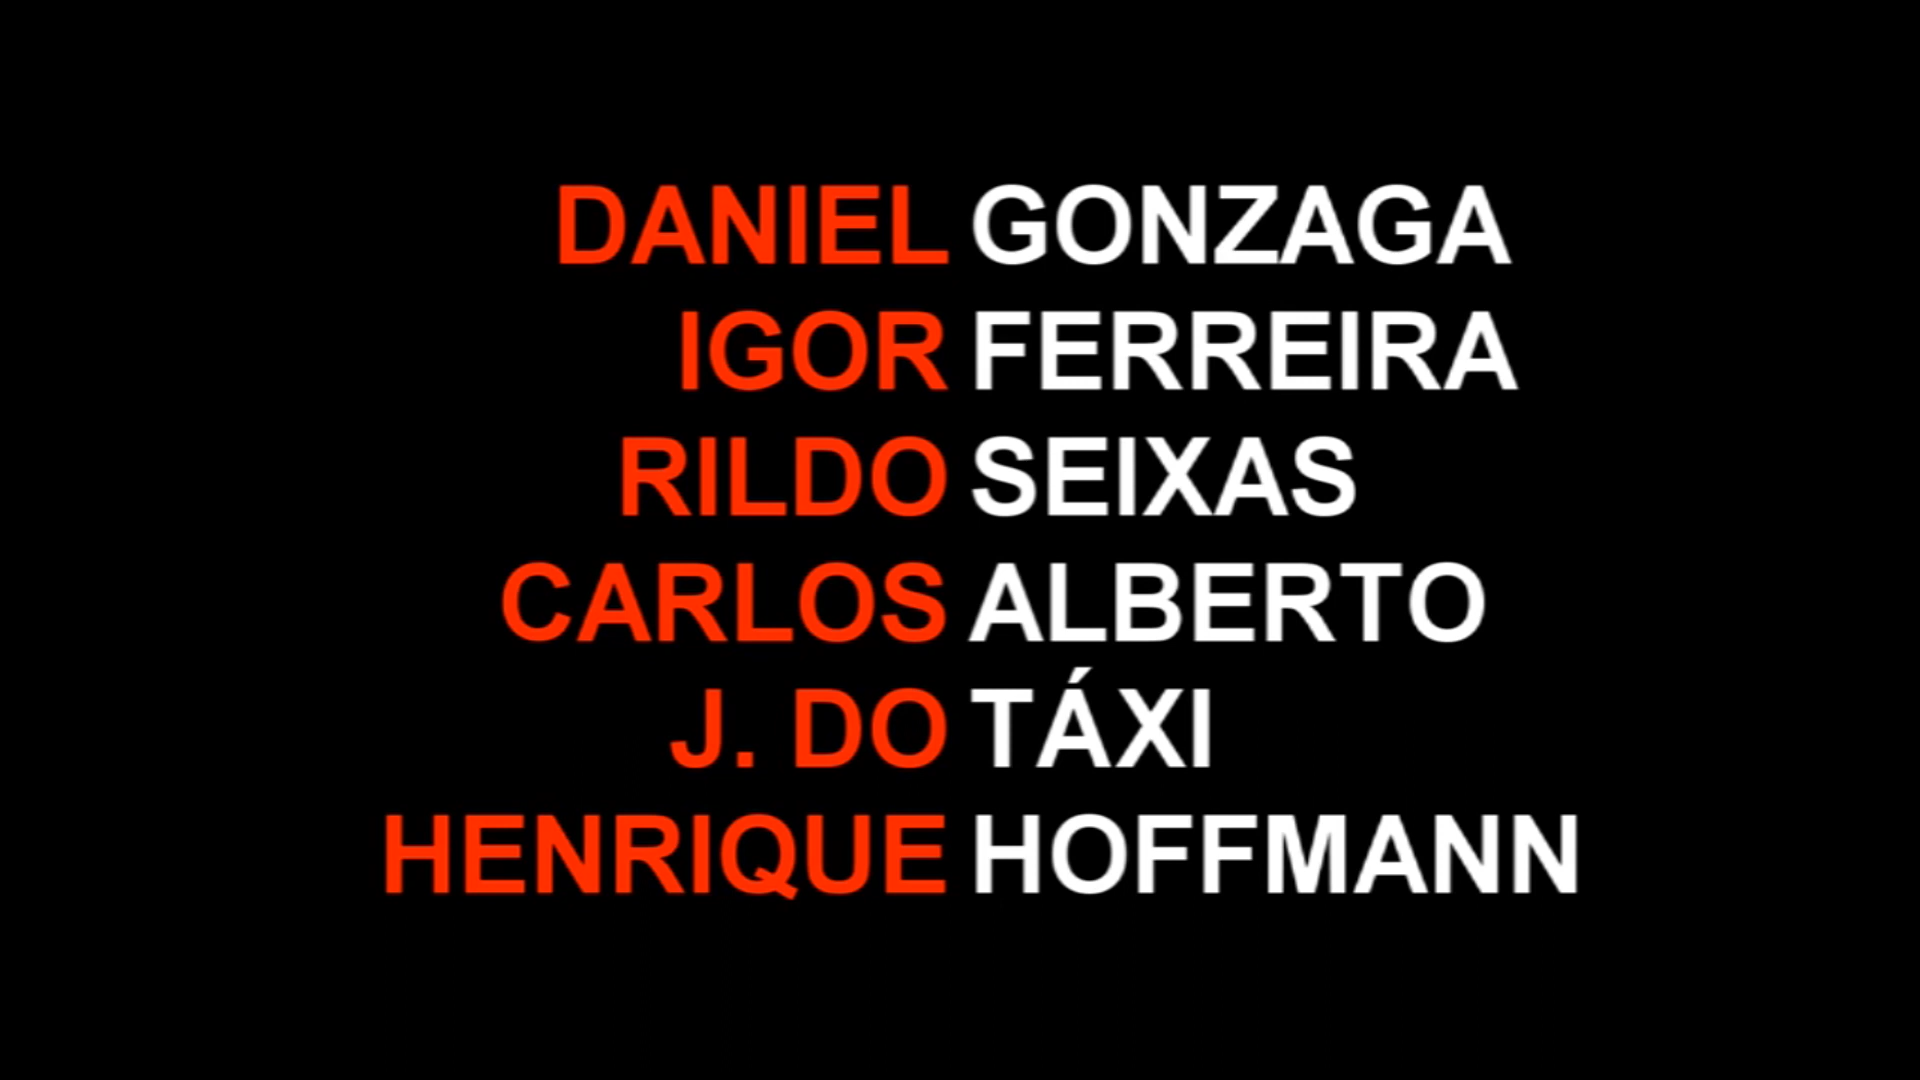 DANIEL GONZAGA
IGOR FERREIRA
RILDO SEIXAS
CARLOS ALBERTO
J. DO TÁXI
HENRIQUE HOFFMANN